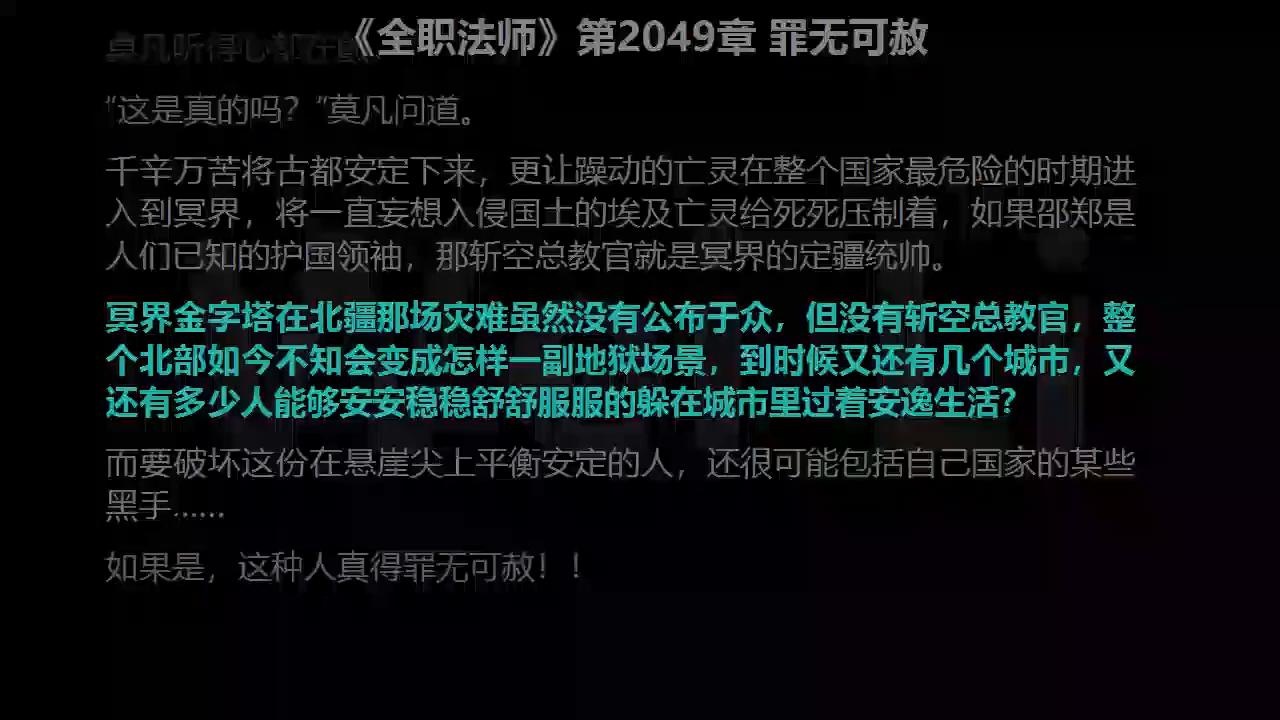 《全职法师》第2049章 罪无可赦
凡听得心都在
“这是真的吗？”莫凡问道。
千辛万苦将古都安定下来，更让躁动的亡灵在整个国家最危险的时期进
入到冥界，将一直妄想入侵国土的埃及亡灵给死死压制着，如果邵郑是
人们已知的护国领袖，那斩空总教官就是冥界的定疆统帅。
冥界金字塔在北疆那场灾难虽然没有公布于众，但没有斩空总教官，整
个北部如今不知会变成怎样一副地狱场景，到时候又还有几个城市，又
还有多少人能够安安稳稳舒舒服服的躲在城市里过着安逸生活？
而要破坏这份在悬崖尖上平衡安定的人，还很可能包括自己国家的某些
黑手……
如果是，这种人真得罪无可赦！！